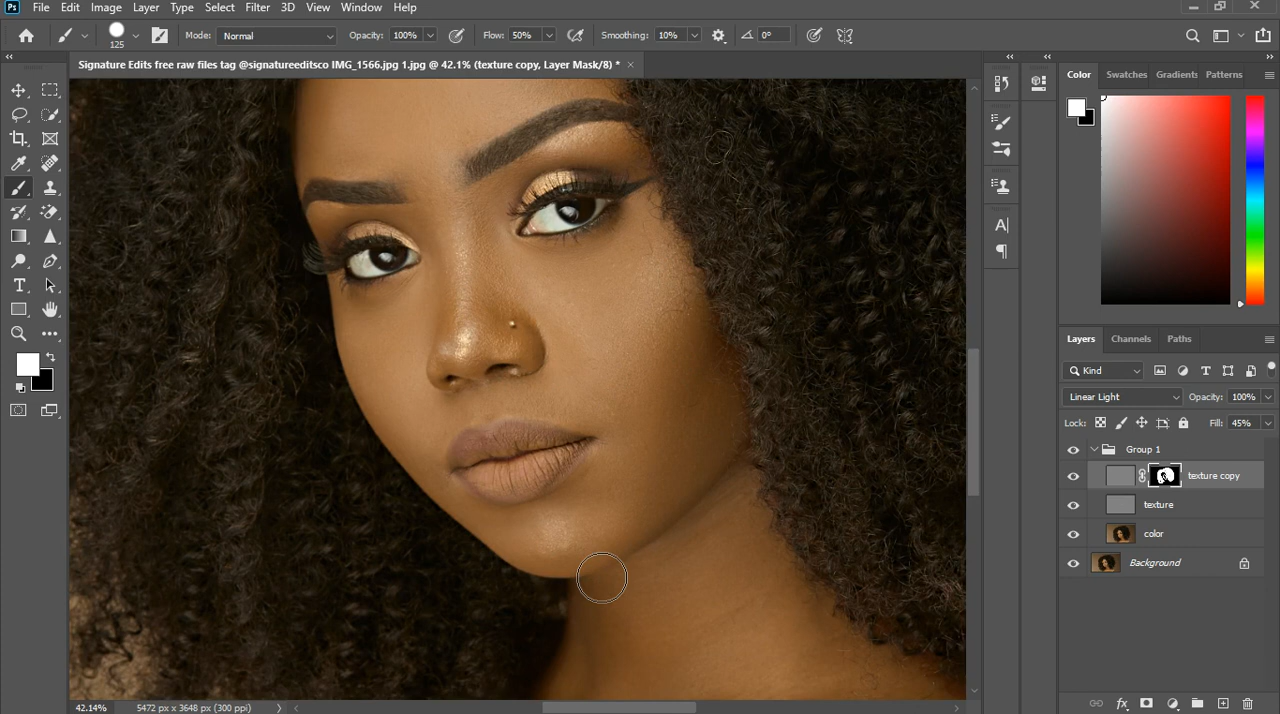 Ps File Edit Image Layer Type Select Filter 3D View Window Help
125 Mode: Normal Opacity: 100% Flow: 50% Smoothing: 10% 0°
Signature Edits free raw files tag @signatureeditsco IMG_1566.jpg 1.jpg @ 42.1% (texture copy, Layer Mask/8) * ×
Color Swatches Gradients Patterns
Layers Channels Paths
Kind
Linear Light Opacity: 100%
Lock: Fill: 45%
Group 1
texture copy
texture
color
Background
42.14% 5472 px x 3648 px (300 ppi)